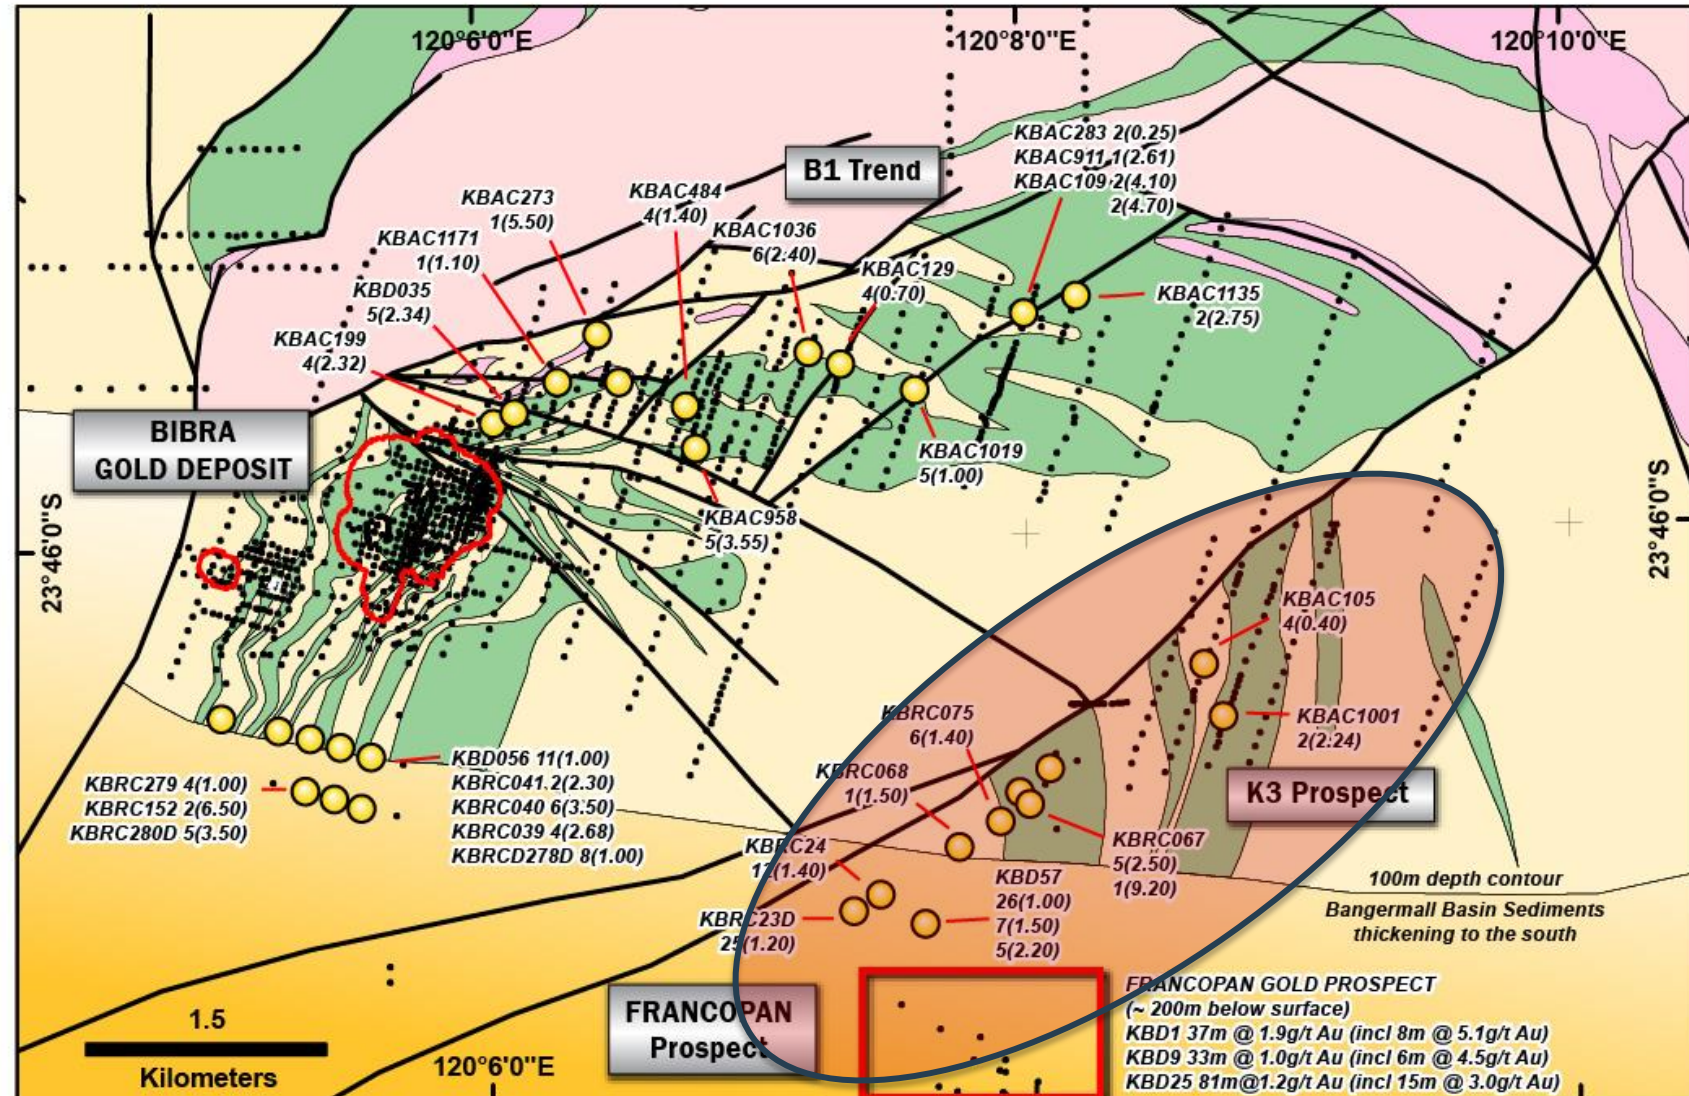 120°6'0"E
120°8'0"E
120°10'0"E
KBAC283 2(0.25)
KBAC911 1(2.61)
KBAC109 2(4.10)
2(4.70)
B1 Trend
KBAC273
1(5.50)
KBAC484
4(1.40)
KBAC1036
6(2.40)
KBAC1171
1(1.10)
KBAC129
4(0.70)
KBD035
5(2.34)
KBAC1135
2(2.75)
KBAC199
4(2.32)
BIBRA
GOLD DEPOSIT
KBAC1019
5(1.00)
KBAC958
5(3.55)
23°46'0"S
23°46'0"S
KBAC105
4(0.40)
KBRC075
6(1.40)
KBAC1001
2(2.24)
KBRC068
1(1.50)
K3 Prospect
KBD056 11(1.00)
KBRC041 2(2.30)
KBRC040 6(3.50)
KBRC039 4(2.68)
KBRCD278D 8(1.00)
KBRC279 4(1.00)
KBRC152 2(6.50)
KBRC280D 5(3.50)
KBRC067
5(2.50)
1(9.20)
KBRC24
KBD57
26(1.00)
7(1.50)
5(2.20)
100m depth contour
Bangermall Basin Sediments
thickening to the south
KBRC23D
25(1.20)
FRANCOPAN
Prospect
FRANCOPAN GOLD PROSPECT
(~ 200m below surface)
KBD1 37m @ 1.9g/t Au (incl 8m @ 5.1g/t Au)
KBD9 33m @ 1.0g/t Au (incl 6m @ 4.5g/t Au)
KBD25 81m@1.2g/t Au (incl 15m @ 3.0g/t Au)
1.5
Kilometers
120°6'0"E